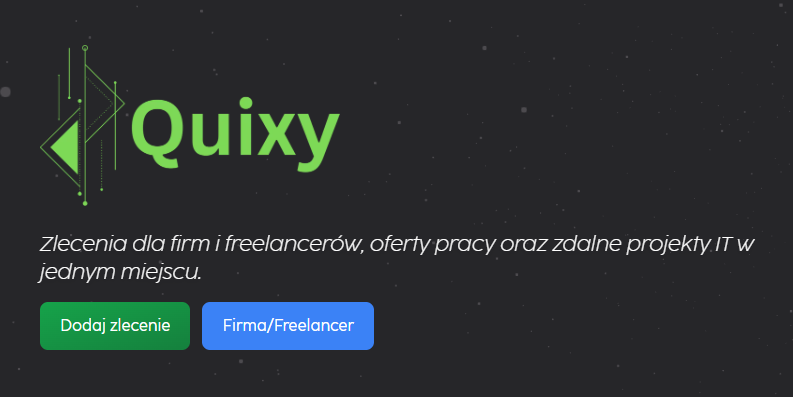 Quixy
Zlecenia dla firm i freelancerów, oferty pracy oraz zdalne projekty IT w
jednym miejscu.
Dodaj zlecenie
Firma/Freelancer